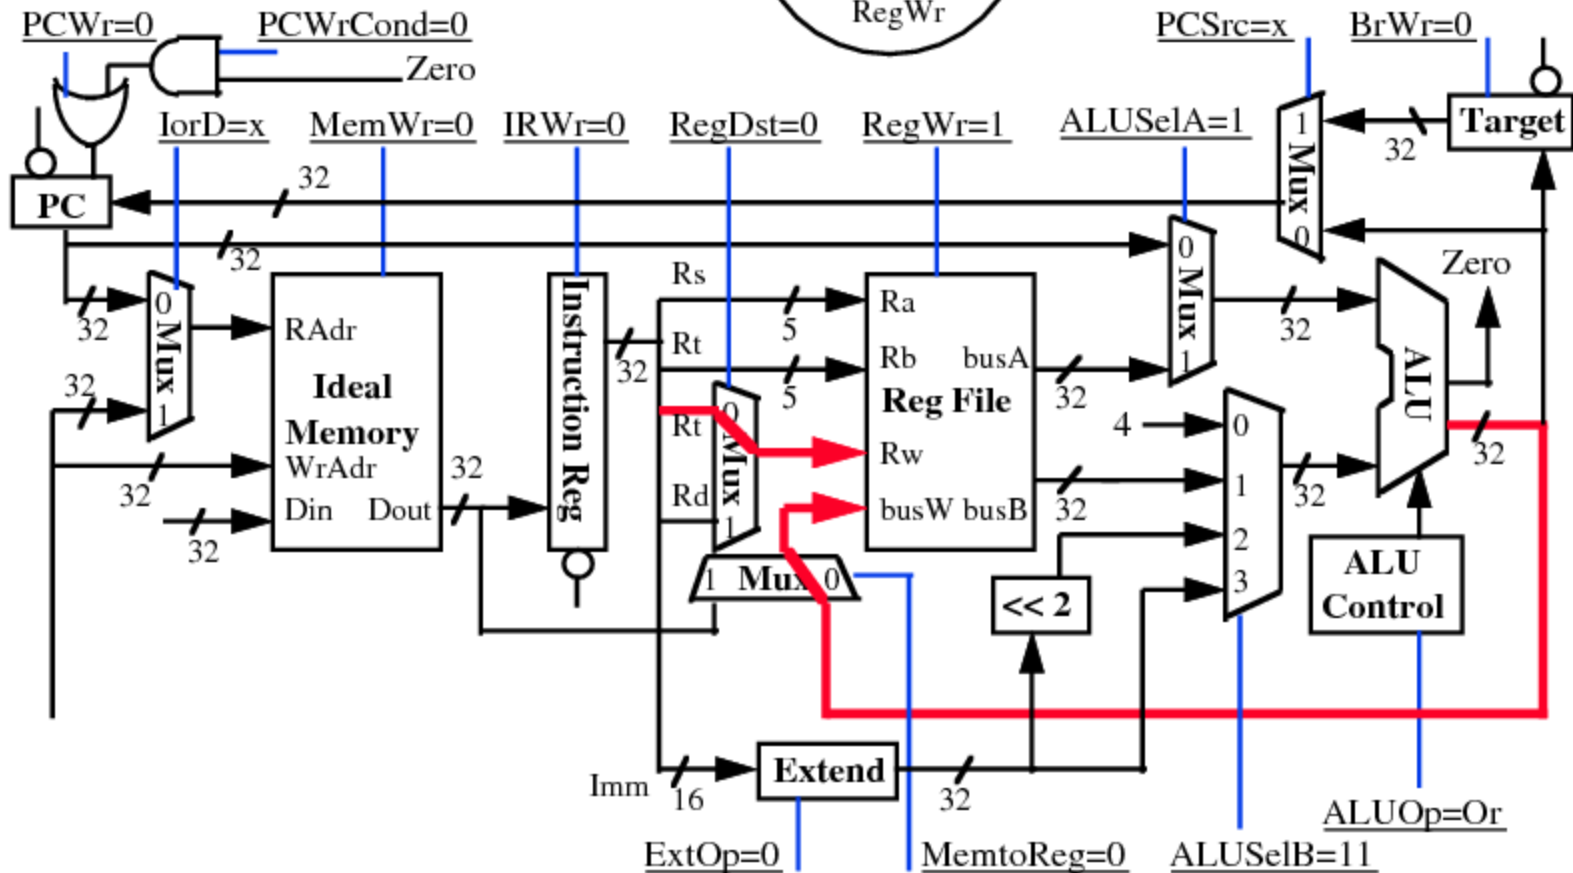 RegWr
PCWr=0
PCWrCond=0
PCSrc=x
BrWr=0
Zero
IorD=x
MemWr=0
IRWr=0
RegDst=0
RegWr=1
ALUSelA=1
1
Mux
0
32
Target
PC
32
32
0
Mux
1
32
32
32
RAdr
Ideal
Memory
WrAdr
Din
Dout
32
32
Instruction Reg
32
Rs
Rt
Rt
Rd
5
5
0
Mux
1
Ra
Rb
busA
Reg File
Rw
busW
busB
32
32
0
Mux
1
32
Zero
ALU
32
4
0
1
2
3
32
1
Mux
0
<< 2
ALU
Control
Imm
16
Extend
32
ExtOp=0
MemtoReg=0
ALUSelB=11
ALUOp=Or